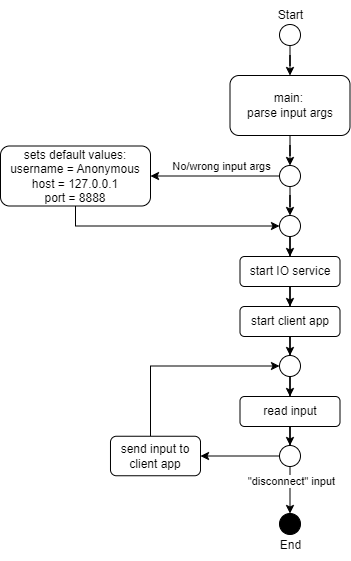 Start
main:
parse input args
No/wrong input args
sets default values:
username = Anonymous
host = 127.0.0.1
port = 8888
start IO service
start client app
read input
send input to
client app
"disconnect" input
End